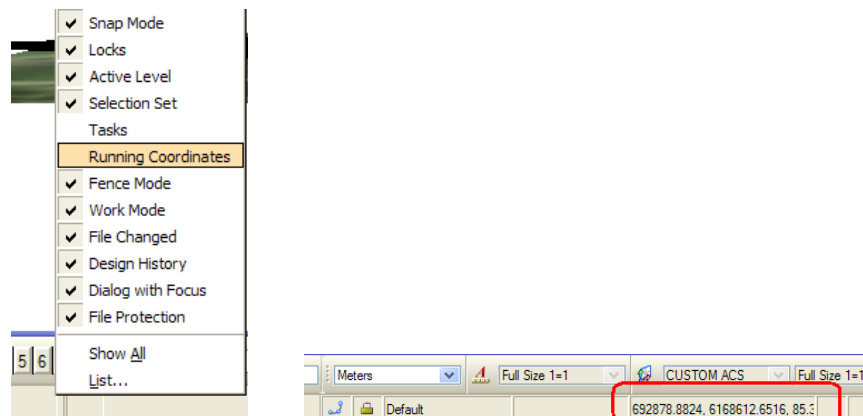 Snap Mode
Locks
Active Level
Selection Set
Tasks
Running Coordinates
Fence Mode
Work Mode
File Changed
Design History
Dialog with Focus
File Protection
Show All
List...
5 6
Meters Full Size 1=1 CUSTOM ACS Full Size 1=1
Default 692878.8824, 6168612.6516, 85.3